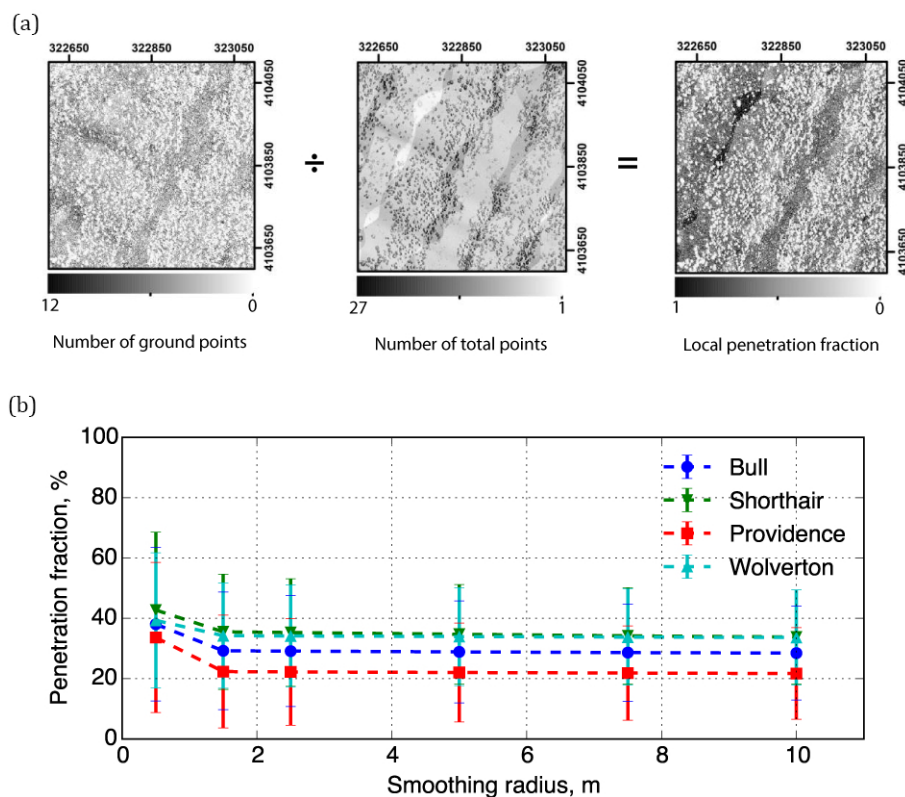 (a)
322650 322850 323050
322650 322850 323050
322650 322850 323050
4104050
4103850
4103650
÷
4104050
4103850
4103650
=
4104050
4103850
4103650
12 0
27 1
1 0
Number of ground points
Number of total points
Local penetration fraction
(b)
Penetration fraction, %
100
80
60
40
20
0
0 2 4 6 8 10
Smoothing radius, m
Bull
Shorthair
Providence
Wolverton